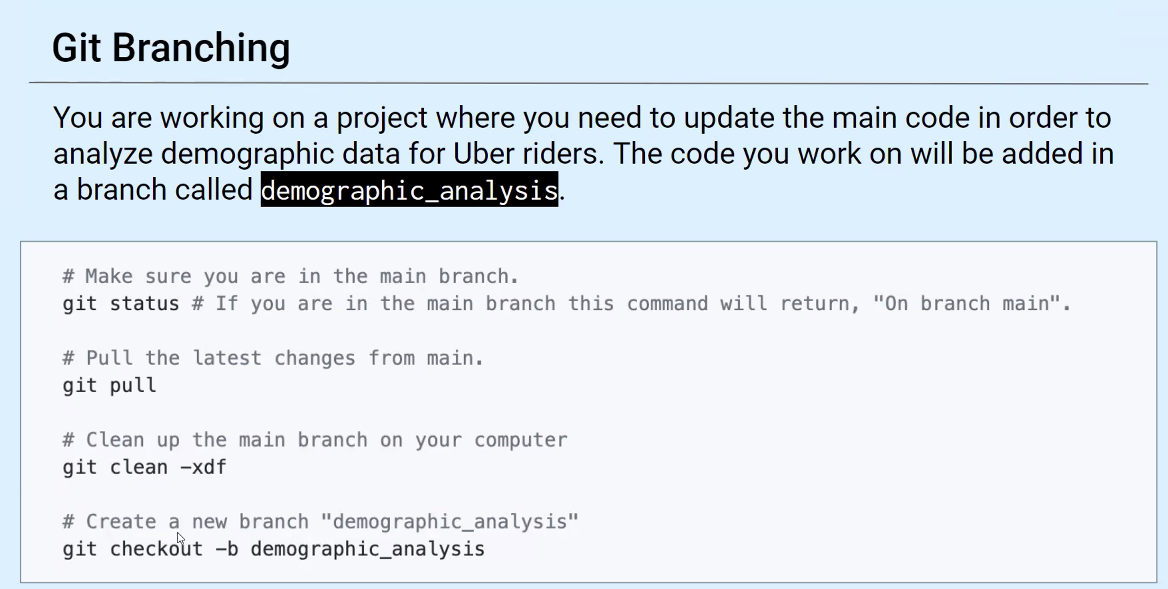 Git Branching
You are working on a project where you need to update the main code in order to
analyze demographic data for Uber riders. The code you work on will be added in
a branch called demographic_analysis.
# Make sure you are in the main branch.
git status # If you are in the main branch this command will return, "On branch main".
# Pull the latest changes from main.
git pull
# Clean up the main branch on your computer
git clean -xdf
# Create a new branch "demographic_analysis"
git checkout -b demographic_analysis